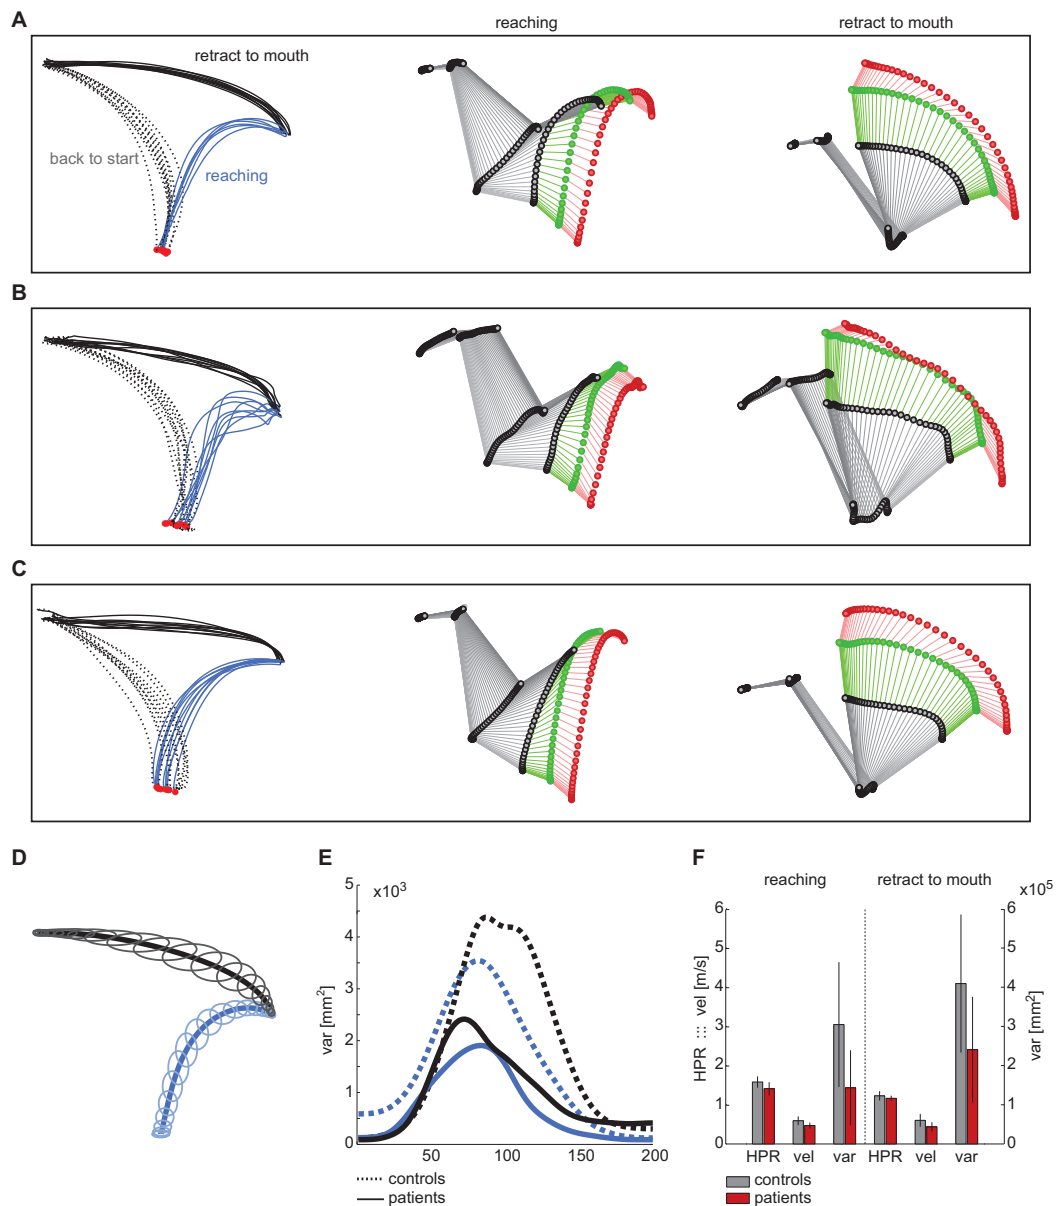 A
reaching
retract to mouth
retract to mouth
back to start
reaching
B
C
D
E
F
x10³
5
4
3
2
1
0
var [mm²]
50
100
150
200
controls
patients
reaching
retract to mouth
x10⁵
6
5
4
3
2
1
0
HPR :: vel [m/s]
6
5
4
3
2
1
0
var [mm²]
HPR vel var HPR vel var
controls
patients